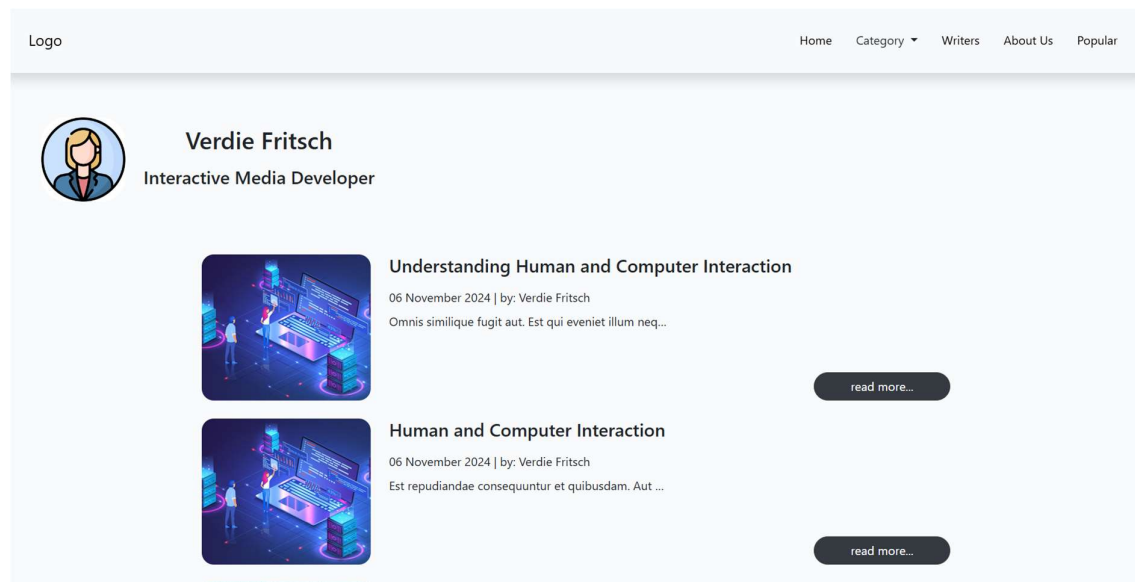 Logo
Home Category Writers About Us Popular
Verdie Fritsch
Interactive Media Developer
Understanding Human and Computer Interaction
06 November 2024 | by: Verdie Fritsch
Omnis similique fugit aut. Est qui eveniet illum neq...
read more...
Human and Computer Interaction
06 November 2024 | by: Verdie Fritsch
Est repudiandae consequuntur et quibusdam. Aut ...
read more...